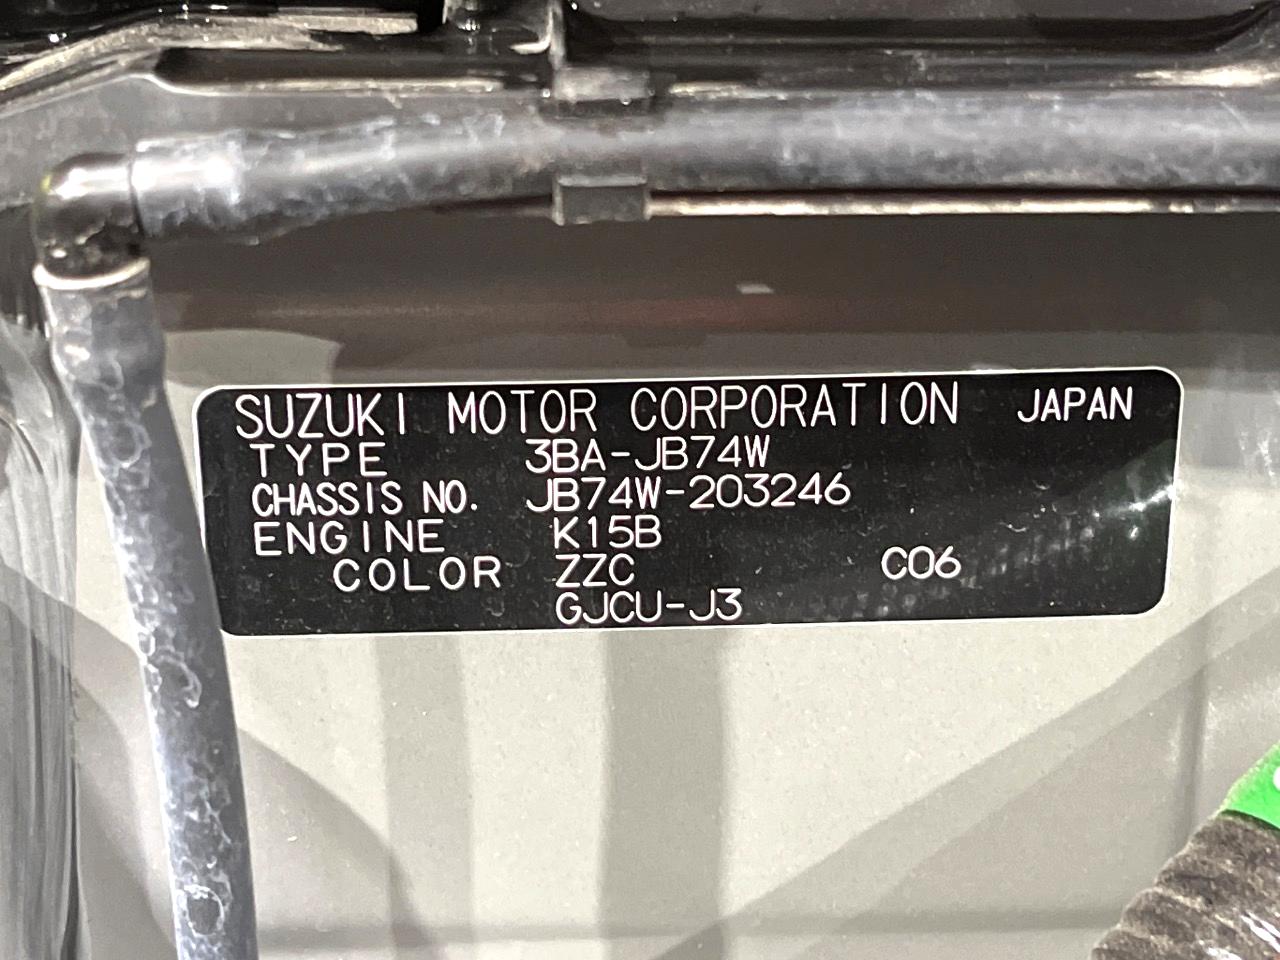 SUZUKI MOTOR CORPORATION JAPAN
TYPE 3BA-JB74W
CHASSIS NO. JB74W-203246
ENGINE K15B
COLOR ZZC C06
GJCU-J3